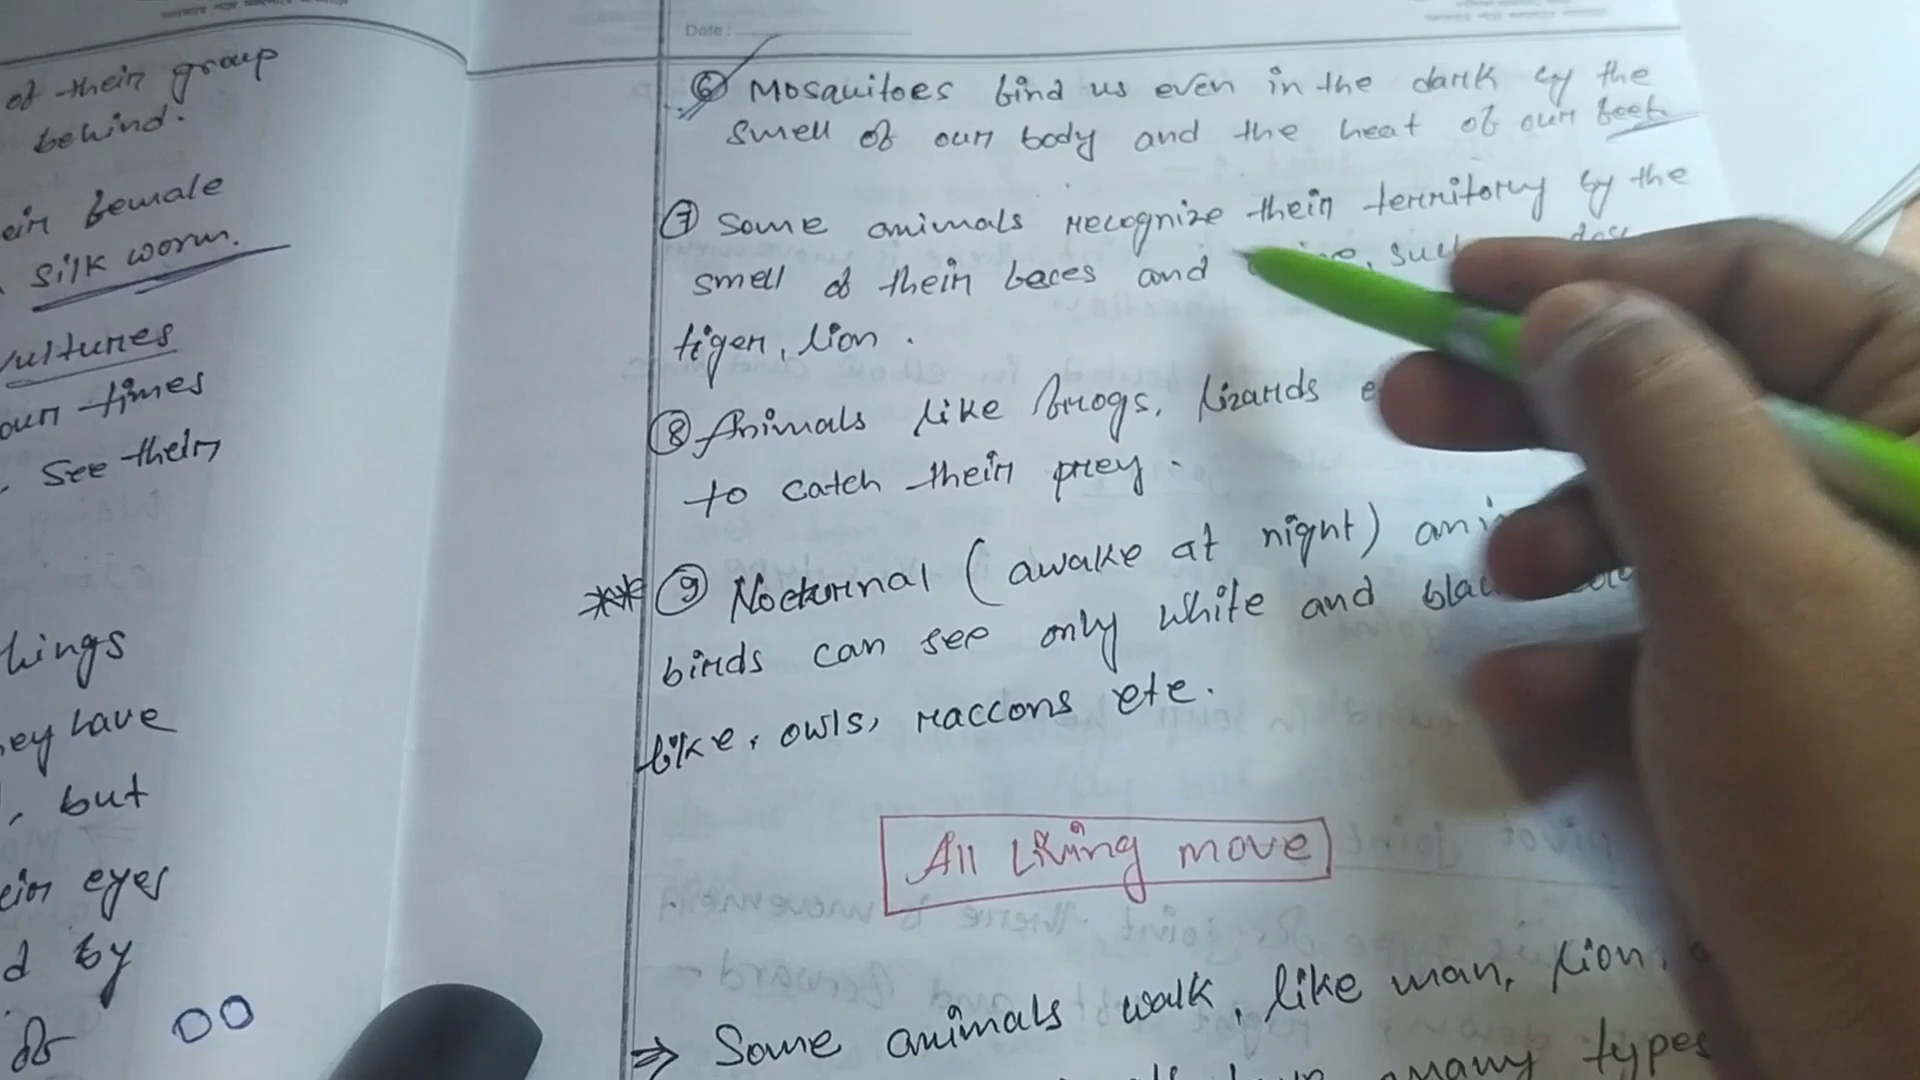 of their group
behind.
eir female
silk worm.
vultures
our times
see their
hings
hey have
, but
eir eyes
d by
Date :
⑥ Mosquitoes find us even in the dark by the
smell of our body and the heat of our feet
⑦ Some animals recognize their territory by the
smell of their feces and
tiger, lion.
⑧ Animals like frogs, lizards
to catch their prey.
** ⑨ Nocturnal (awake at night)
birds can see only white and
like, owls, raccons etc.
All Living move
⇒ Some animals walk, like man, lion,
many types